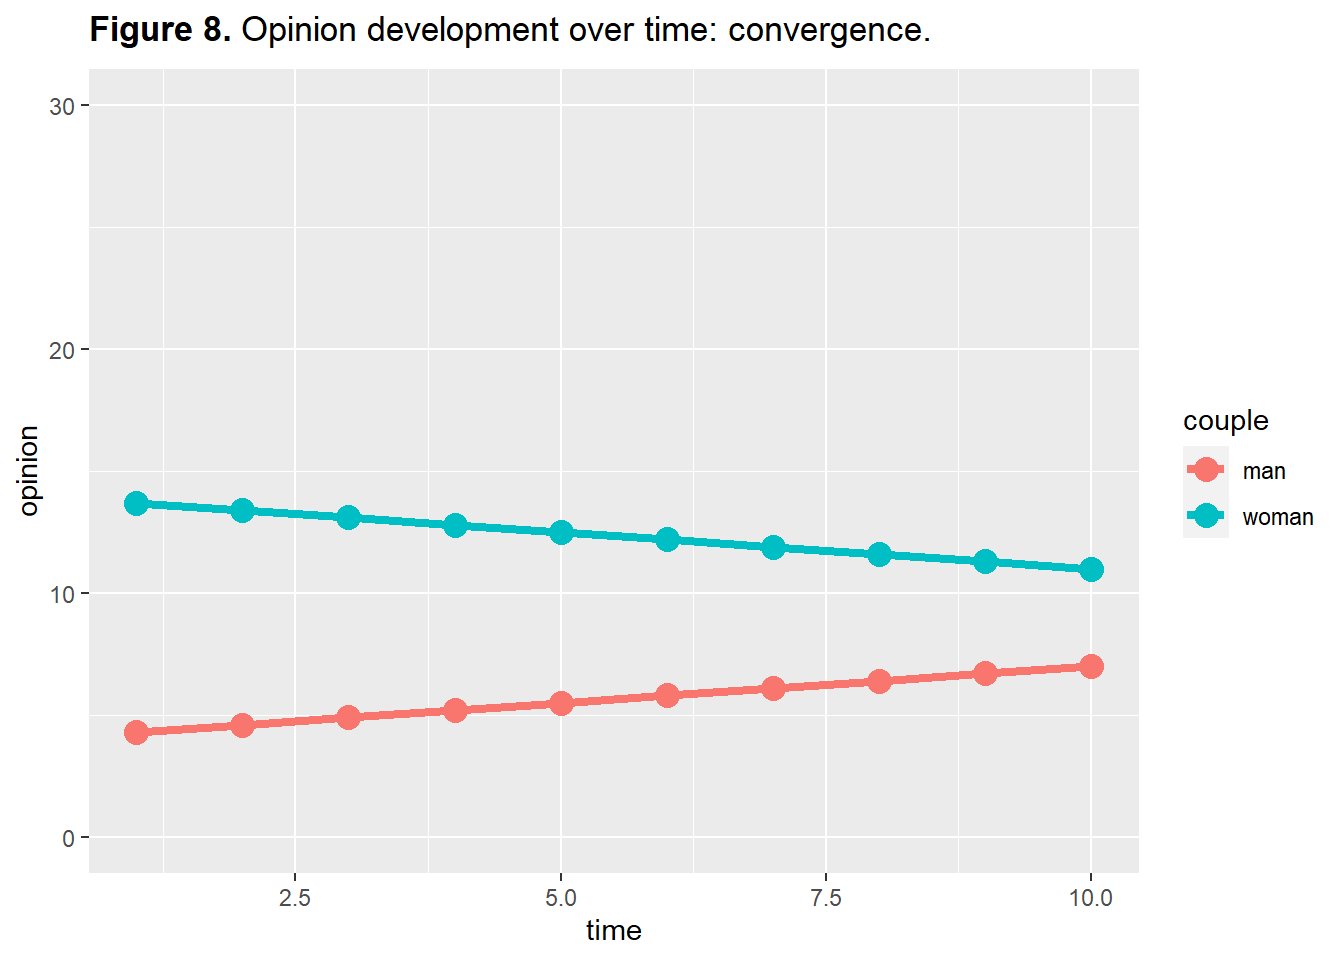 Figure 8. Opinion development over time: convergence.
30
20
10
0
opinion
2.5 5.0 7.5 10.0
time
couple
man
woman